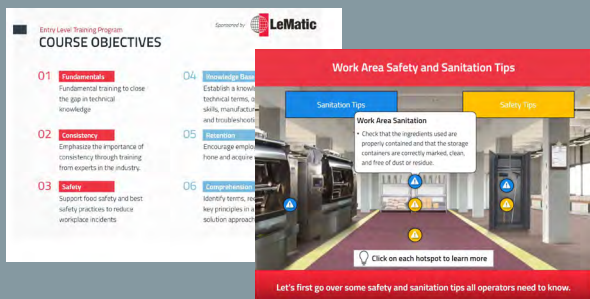 Entry Level Training Program
COURSE OBJECTIVES
Sponsored by
LeMatic
01 Fundamentals
Fundamental training to close
the gap in technical
knowledge
02 Consistency
Emphasize the importance of
consistency through training
from experts in the industry.
03 Safety
Support food safety and best
safety practices to reduce
workplace incidents
04 Knowledge Base
Establish a
technical terms,
skills,
and
05 Retention
Encourage
hone and acquire
06 Comprehension
Identify terms,
key principles in a
solution approach
Work Area Safety and Sanitation Tips
Sanitation Tips
Safety Tips
Work Area Sanitation
• Check that the ingredients used are
properly contained and that the storage
containers are correctly marked, clean,
and free of dust or residue.
Click on each hotspot to learn more
Let's first go over some safety and sanitation tips all operators need to know.